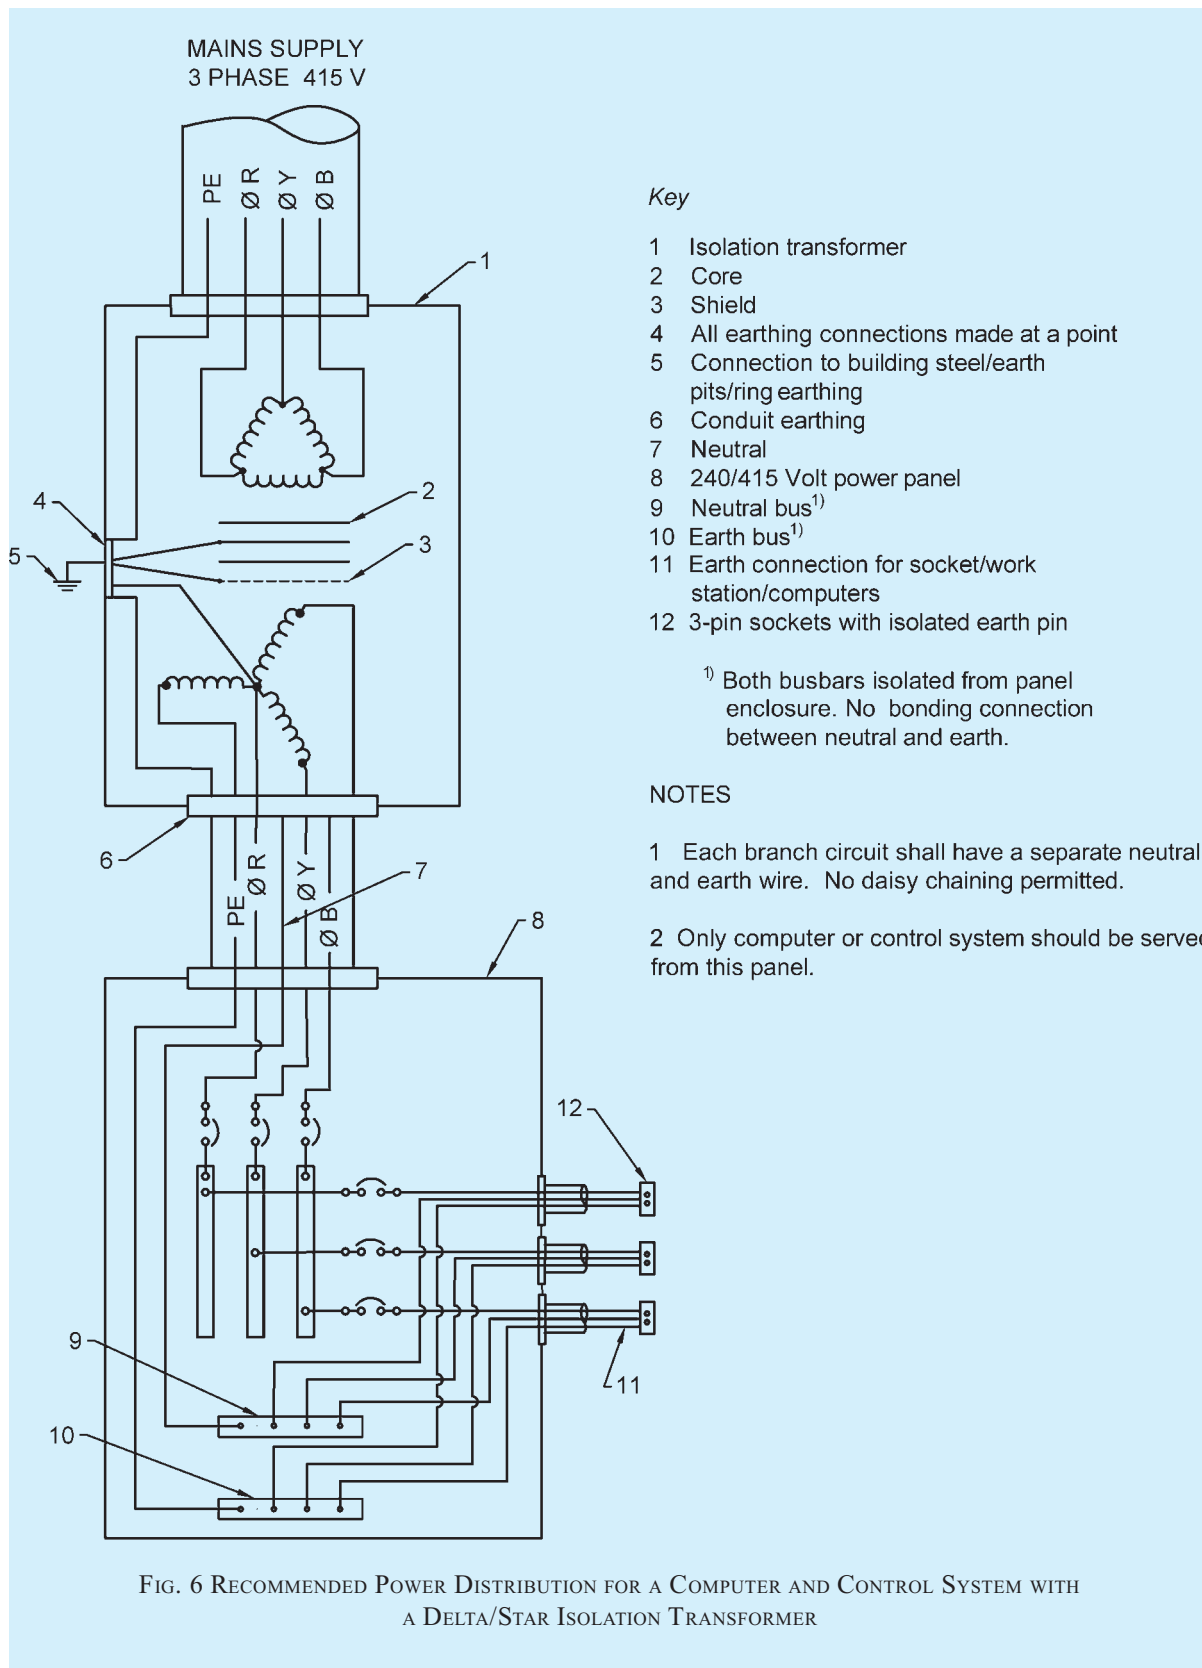 MAINS SUPPLY
3 PHASE 415 V
PE
Ø R
Ø Y
Ø B
1
2
3
4
5
6
7
PE
Ø R
Ø Y
Ø B
8
12
11
9
10
Key
1 Isolation transformer
2 Core
3 Shield
4 All earthing connections made at a point
5 Connection to building steel/earth
pits/ring earthing
6 Conduit earthing
7 Neutral
8 240/415 Volt power panel
9 Neutral bus1)
10 Earth bus1)
11 Earth connection for socket/work
station/computers
12 3-pin sockets with isolated earth pin
1) Both busbars isolated from panel
enclosure. No bonding connection
between neutral and earth.
NOTES
1 Each branch circuit shall have a separate neutral
and earth wire. No daisy chaining permitted.
2 Only computer or control system should be served
from this panel.
FIG. 6 RECOMMENDED POWER DISTRIBUTION FOR A COMPUTER AND CONTROL SYSTEM WITH
A DELTA/STAR ISOLATION TRANSFORMER